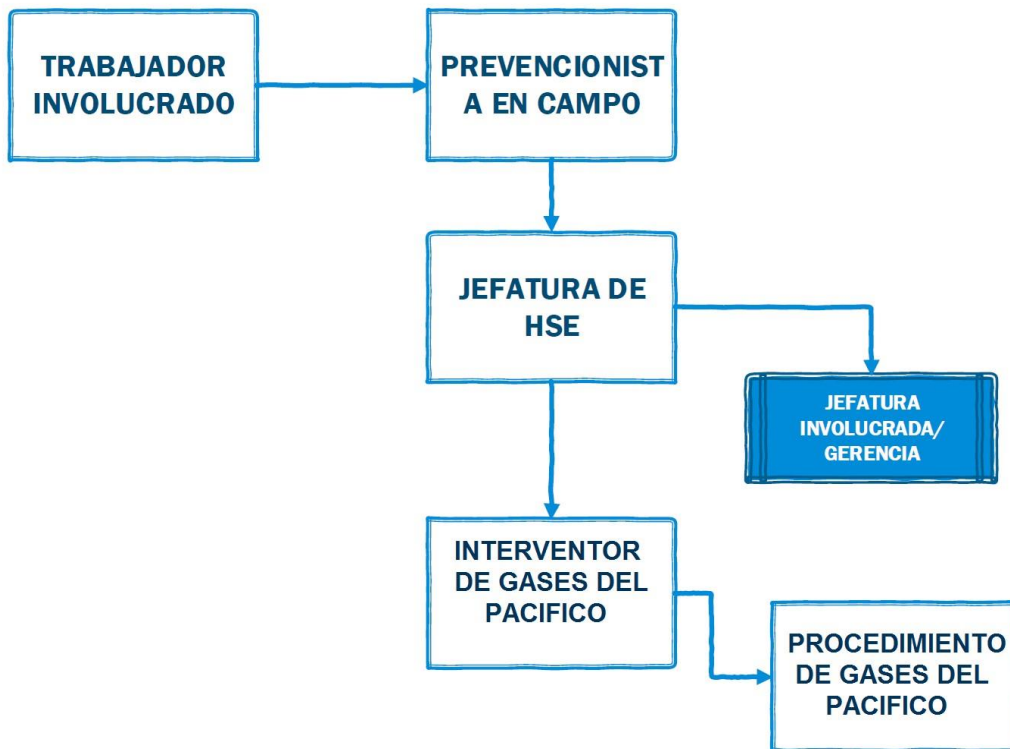 TRABAJADOR
INVOLUCRADO
PREVENCIONIST
A EN CAMPO
JEFATURA DE
HSE
JEFATURA
INVOLUCRADA/
GERENCIA
INTERVENTOR
DE GASES DEL
PACIFICO
PROCEDIMIENTO
DE GASES DEL
PACIFICO